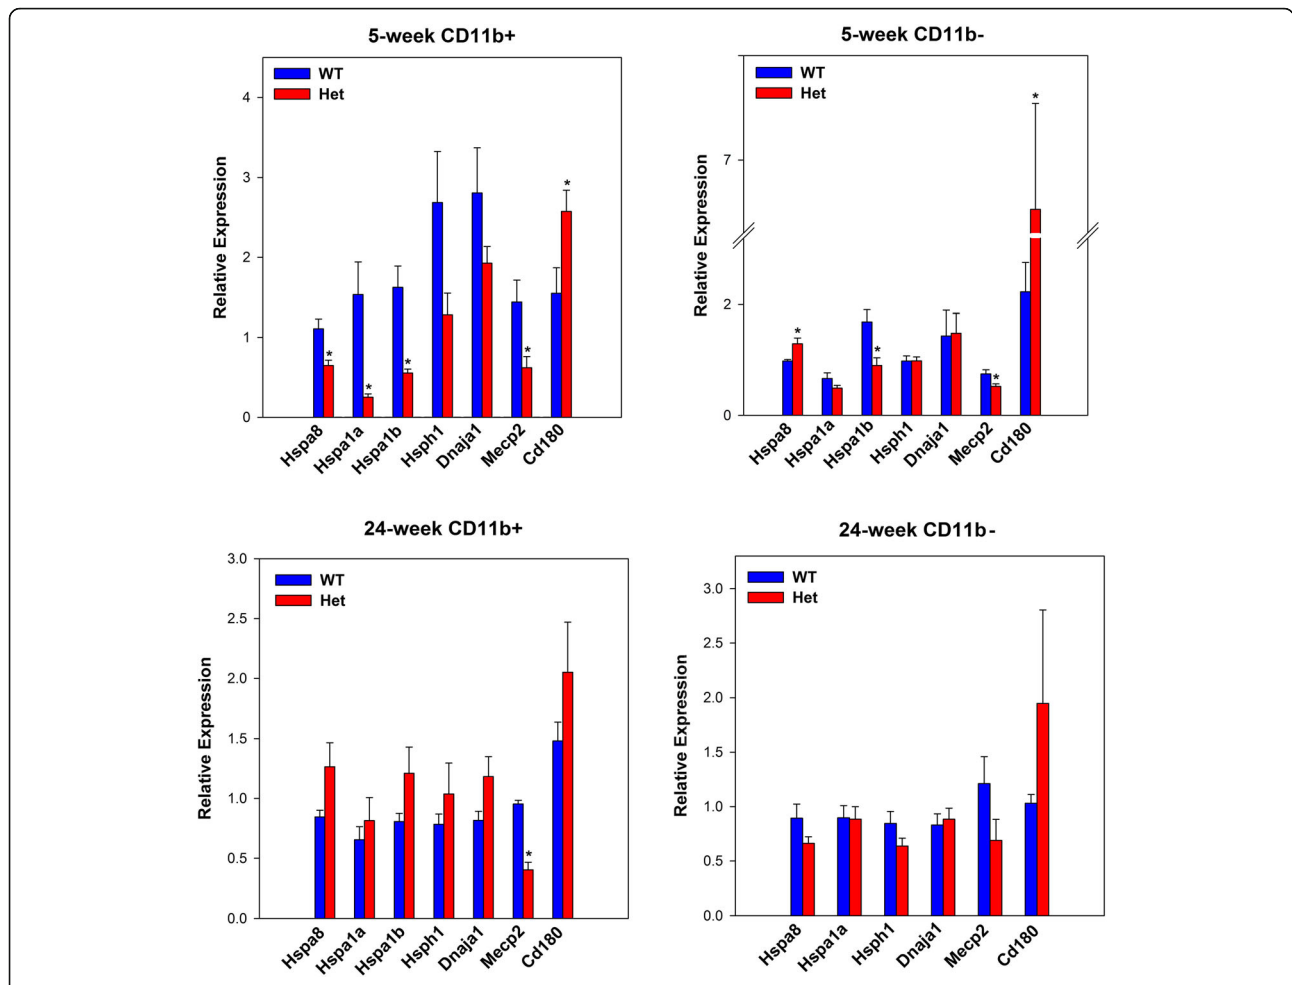 5-week CD11b+
WT
Het
Relative Expression
4
3
2
1
0
*
*
*
*
*
Hspa8
Hspa1a
Hspa1b
Hsph1
Dnaja1
Mecp2
Cd180
5-week CD11b-
WT
Het
Relative Expression
7
2
0
*
*
*
*
Hspa8
Hspa1a
Hspa1b
Hsph1
Dnaja1
Mecp2
Cd180
24-week CD11b+
WT
Het
Relative Expression
3.0
2.5
2.0
1.5
1.0
0.5
0.0
*
Hspa8
Hspa1a
Hspa1b
Hsph1
Dnaja1
Mecp2
Cd180
24-week CD11b-
WT
Het
Relative Expression
3.0
2.5
2.0
1.5
1.0
0.5
0.0
Hspa8
Hspa1a
Hsph1
Dnaja1
Mecp2
Cd180